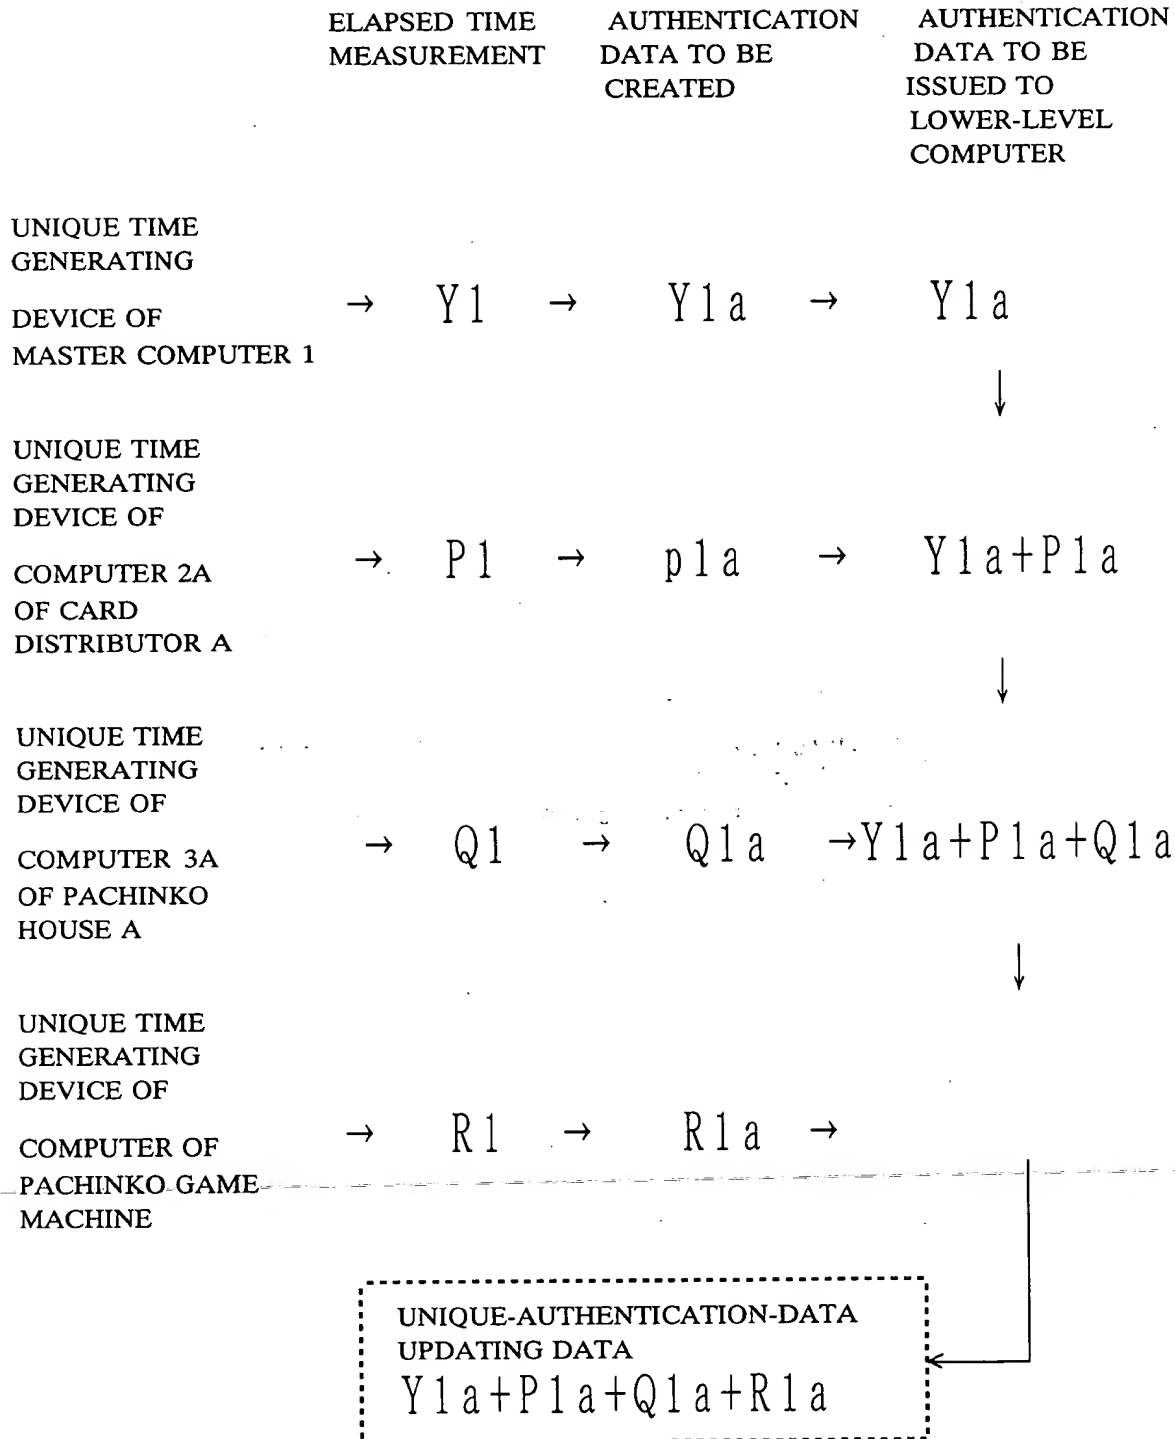 ELAPSED TIME
MEASUREMENT
AUTHENTICATION
DATA TO BE
CREATED
AUTHENTICATION
DATA TO BE
ISSUED TO
LOWER-LEVEL
COMPUTER
UNIQUE TIME
GENERATING
DEVICE OF
MASTER COMPUTER 1
→ Y1 → Y1a → Y1a
↓
UNIQUE TIME
GENERATING
DEVICE OF
COMPUTER 2A
OF CARD
DISTRIBUTOR A
→ P1 → p1a → Y1a+P1a
↓
UNIQUE TIME
GENERATING
DEVICE OF
COMPUTER 3A
OF PACHINKO
HOUSE A
→ Q1 → Q1a →Y1a+P1a+Q1a
↓
UNIQUE TIME
GENERATING
DEVICE OF
COMPUTER OF
PACHINKO GAME
MACHINE
→ R1 → R1a →
UNIQUE-AUTHENTICATION-DATA
UPDATING DATA
Y1a+P1a+Q1a+R1a